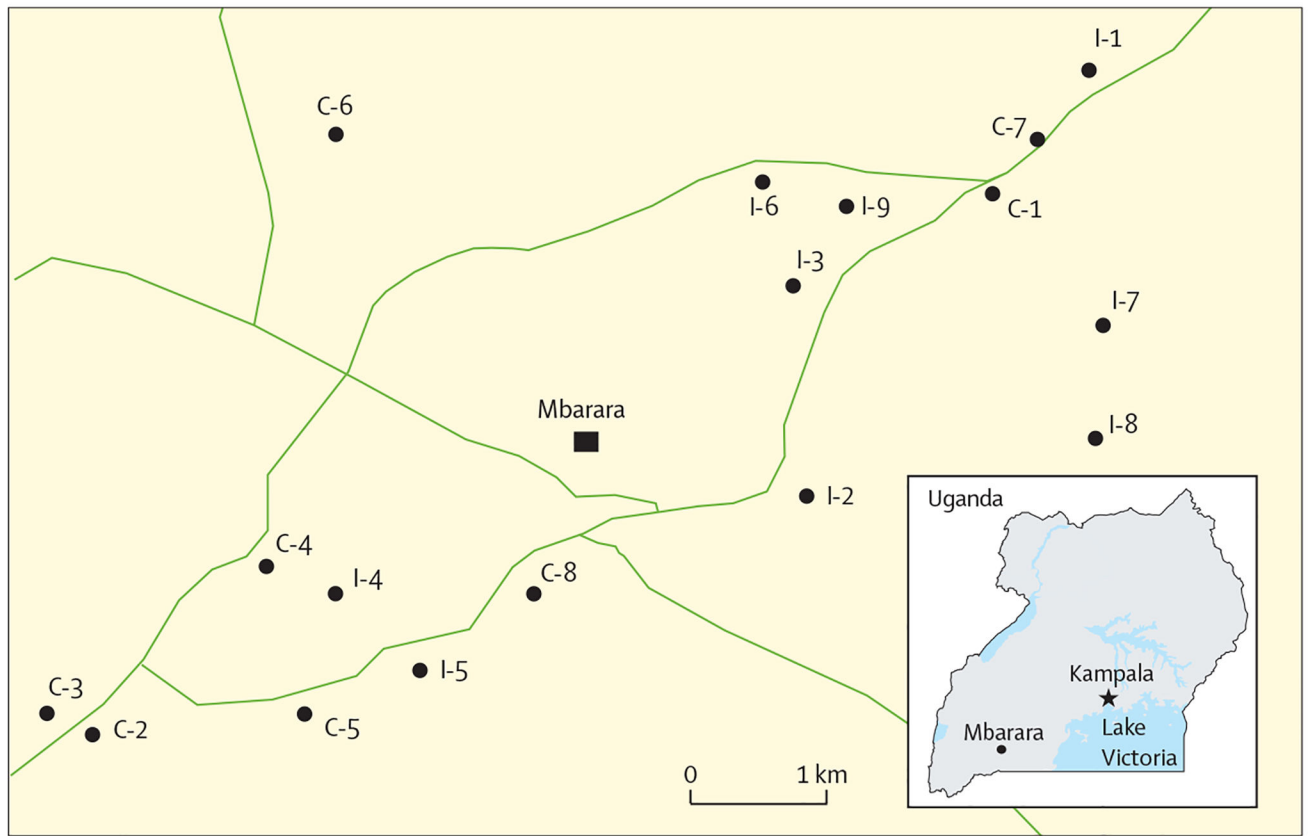 I-1
C-6
C-7
I-6
I-9
C-1
I-3
I-7
Mbarara
I-8
I-2
Uganda
C-4
I-4
C-8
I-5
Kampala
C-3
C-2
C-5
Mbarara
Lake
Victoria
0 1 km